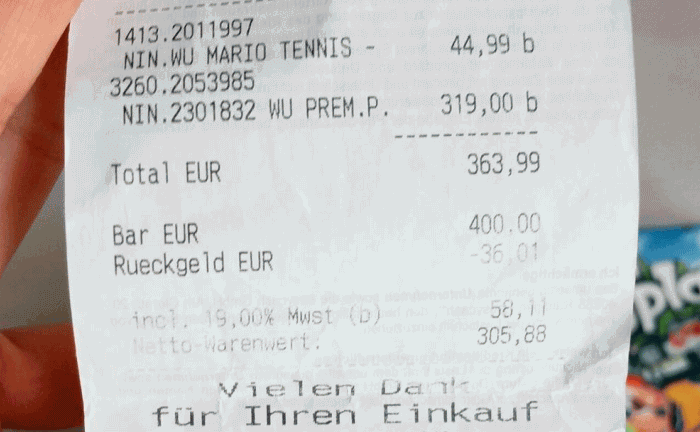 1413.2011997
NIN.WU MARIO TENNIS - 44,99 b
3260.2053985
NIN.2301832 WU PREM.P. 319,00 b
------------
Total EUR 363,99
Bar EUR 400.00
Rueckgeld EUR -36,01
incl. 19,00% Mwst (b) 58,11
Netto-Warenwert: 305,88
Vielen Dank
für Ihren Einkauf